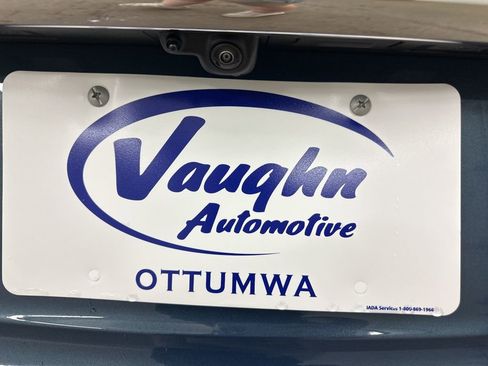 Vaughn
Automotive
OTTUMWA
IADA Services 1-800-869-1966